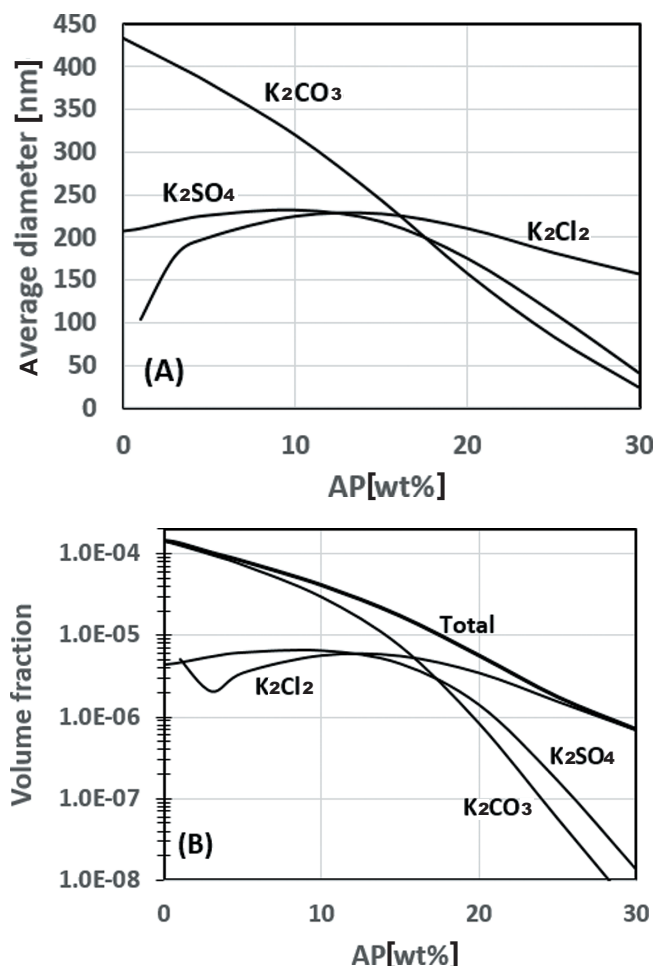 450
400
350
300
250
200
150
100
50
0
Average diameter [nm]
K2CO3
K2SO4
K2Cl2
(A)
0 10 20 30
AP[wt%]
1.0E-04
1.0E-05
1.0E-06
1.0E-07
1.0E-08
Volume fraction
Total
K2Cl2
K2SO4
K2CO3
(B)
0 10 20 30
AP[wt%]